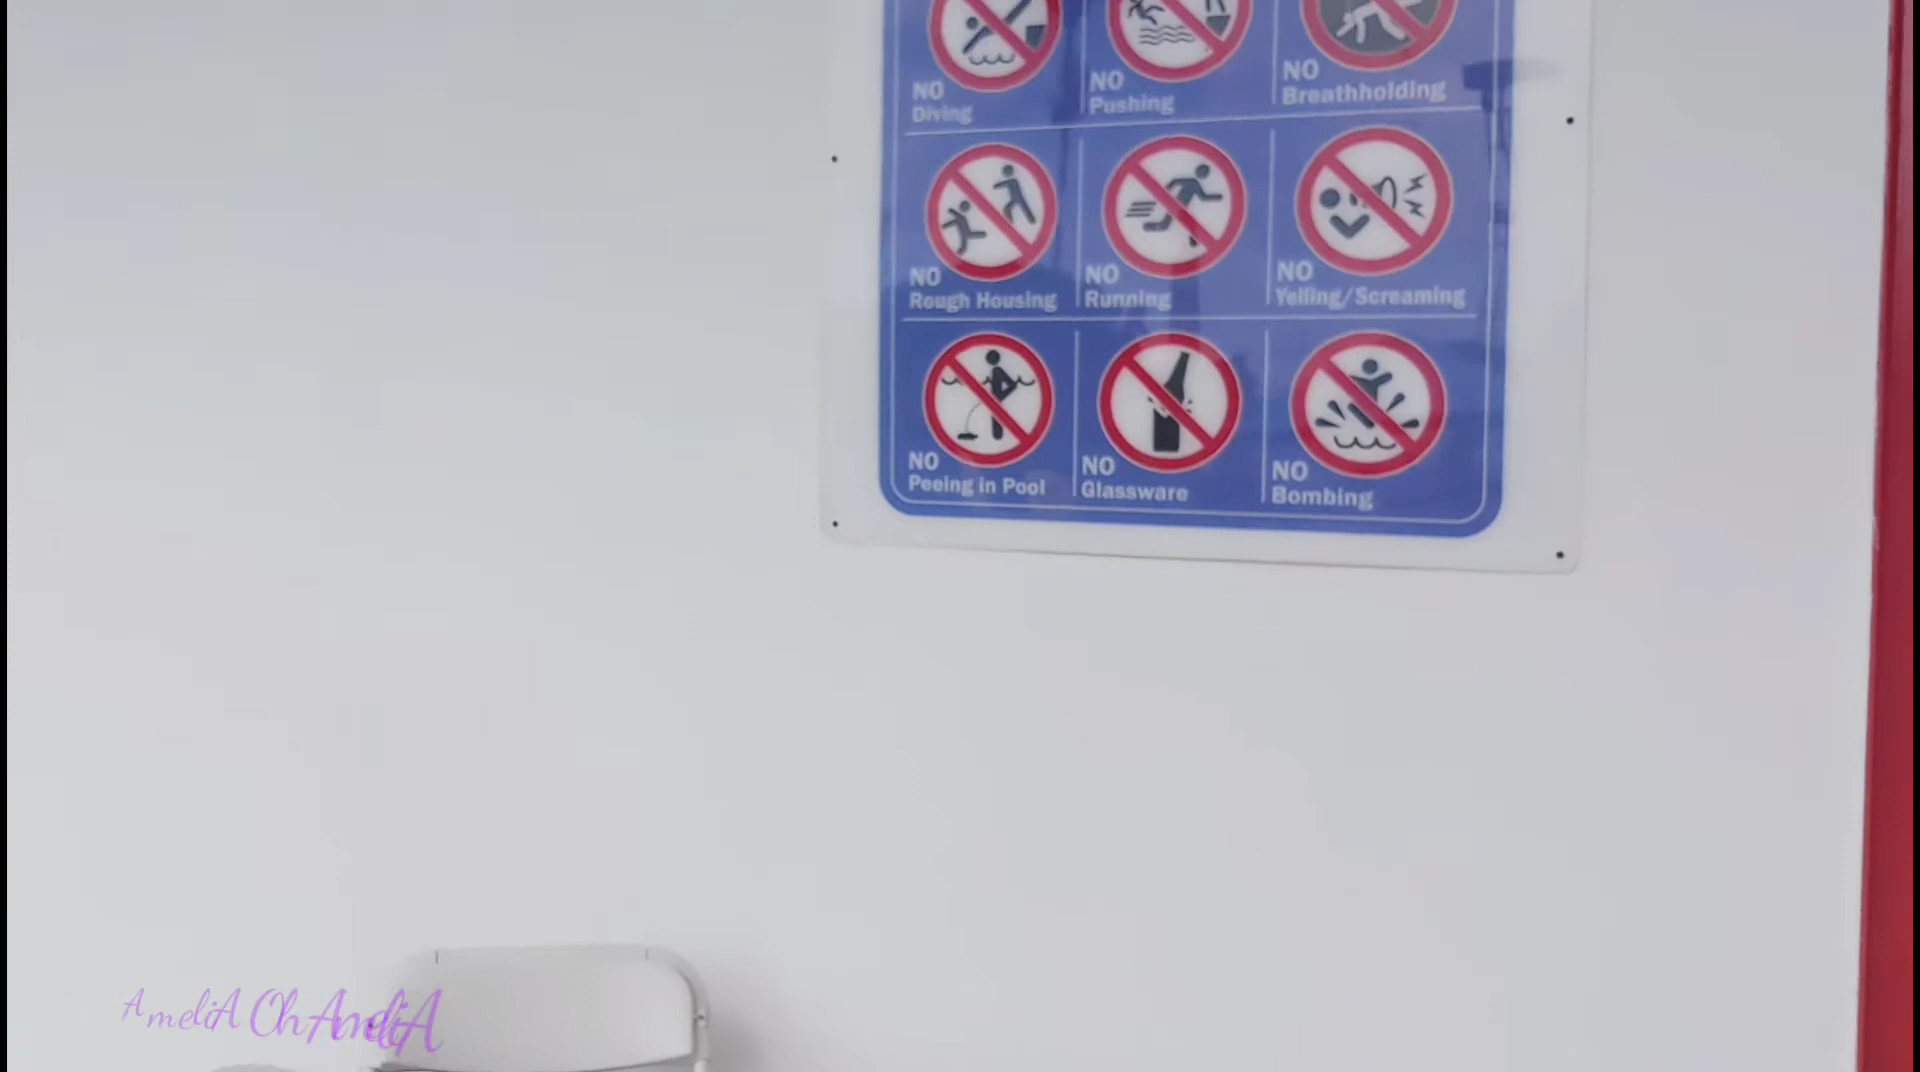 NO
Diving
NO
Pushing
NO
Breathholding
NO
Rough Housing
NO
Running
NO
Yelling/Screaming
NO
Peeing in Pool
NO
Glassware
NO
Bombing
AmeliA